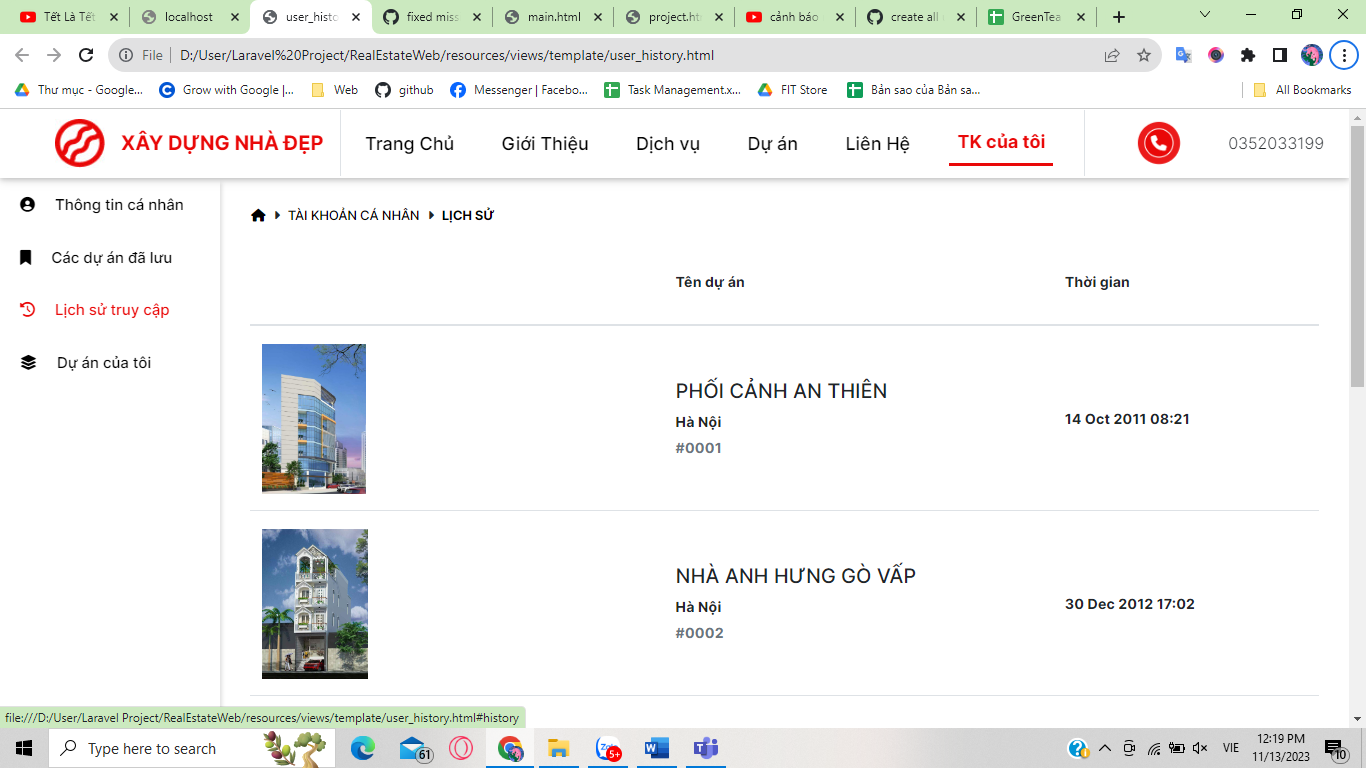 Tết Là Tết
localhost
user_histo
fixed miss
main.html
project.ht
cảnh báo
create all
GreenTea
File
D:/User/Laravel%20Project/RealEstateWeb/resources/views/template/user_history.html
Thư mục - Google...
Grow with Google |...
Web
github
Messenger | Facebo...
Task Management.x...
FIT Store
Bản sao của Bản sa...
All Bookmarks
XÂY DỰNG NHÀ ĐẸP
Trang Chủ
Giới Thiệu
Dịch vụ
Dự án
Liên Hệ
TK của tôi
0352033199
Thông tin cá nhân
Các dự án đã lưu
Lịch sử truy cập
Dự án của tôi
TÀI KHOẢN CÁ NHÂN
LỊCH SỬ
Tên dự án
Thời gian
PHỐI CẢNH AN THIÊN
Hà Nội
#0001
14 Oct 2011 08:21
NHÀ ANH HƯNG GÒ VẤP
Hà Nội
#0002
30 Dec 2012 17:02
file:///D:/User/Laravel Project/RealEstateWeb/resources/views/template/user_history.html#history
Type here to search
61
5+
VIE
12:19 PM
11/13/2023
10